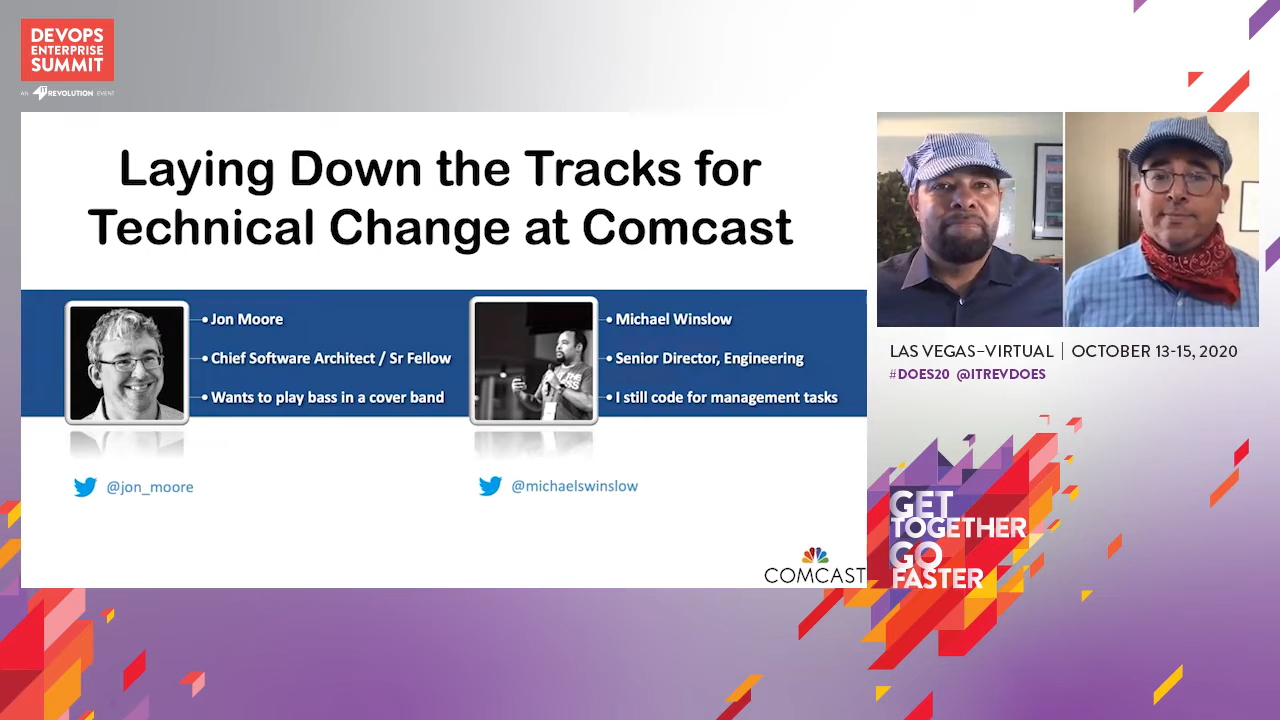 DEVOPS
ENTERPRISE
SUMMIT
AN IT REVOLUTION EVENT
Laying Down the Tracks for
Technical Change at Comcast
• Jon Moore
• Chief Software Architect / Sr Fellow
• Wants to play bass in a cover band
• Michael Winslow
• Senior Director, Engineering
• I still code for management tasks
@jon_moore
@michaelswinslow
COMCAST
LAS VEGAS–VIRTUAL | OCTOBER 13-15, 2020
#DOES20 @ITREVDOES
GET
TOGETHER
GO
FASTER